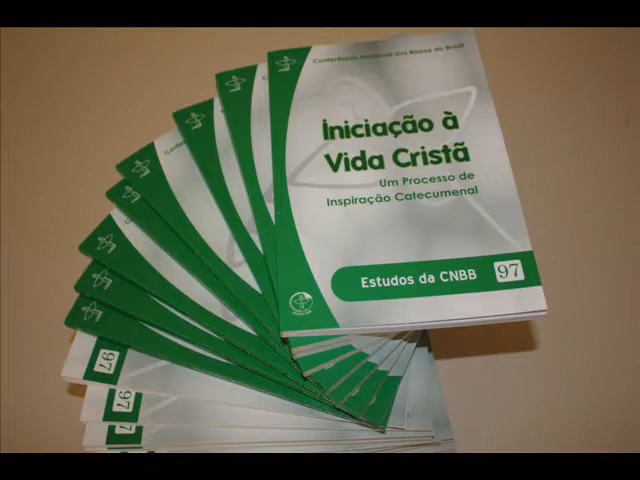 Conferência Nacional dos Bispos do Brasil
Iniciação à
Vida Cristã
Um Processo de
Inspiração Catecumenal
Estudos da CNBB 97
97
97
97